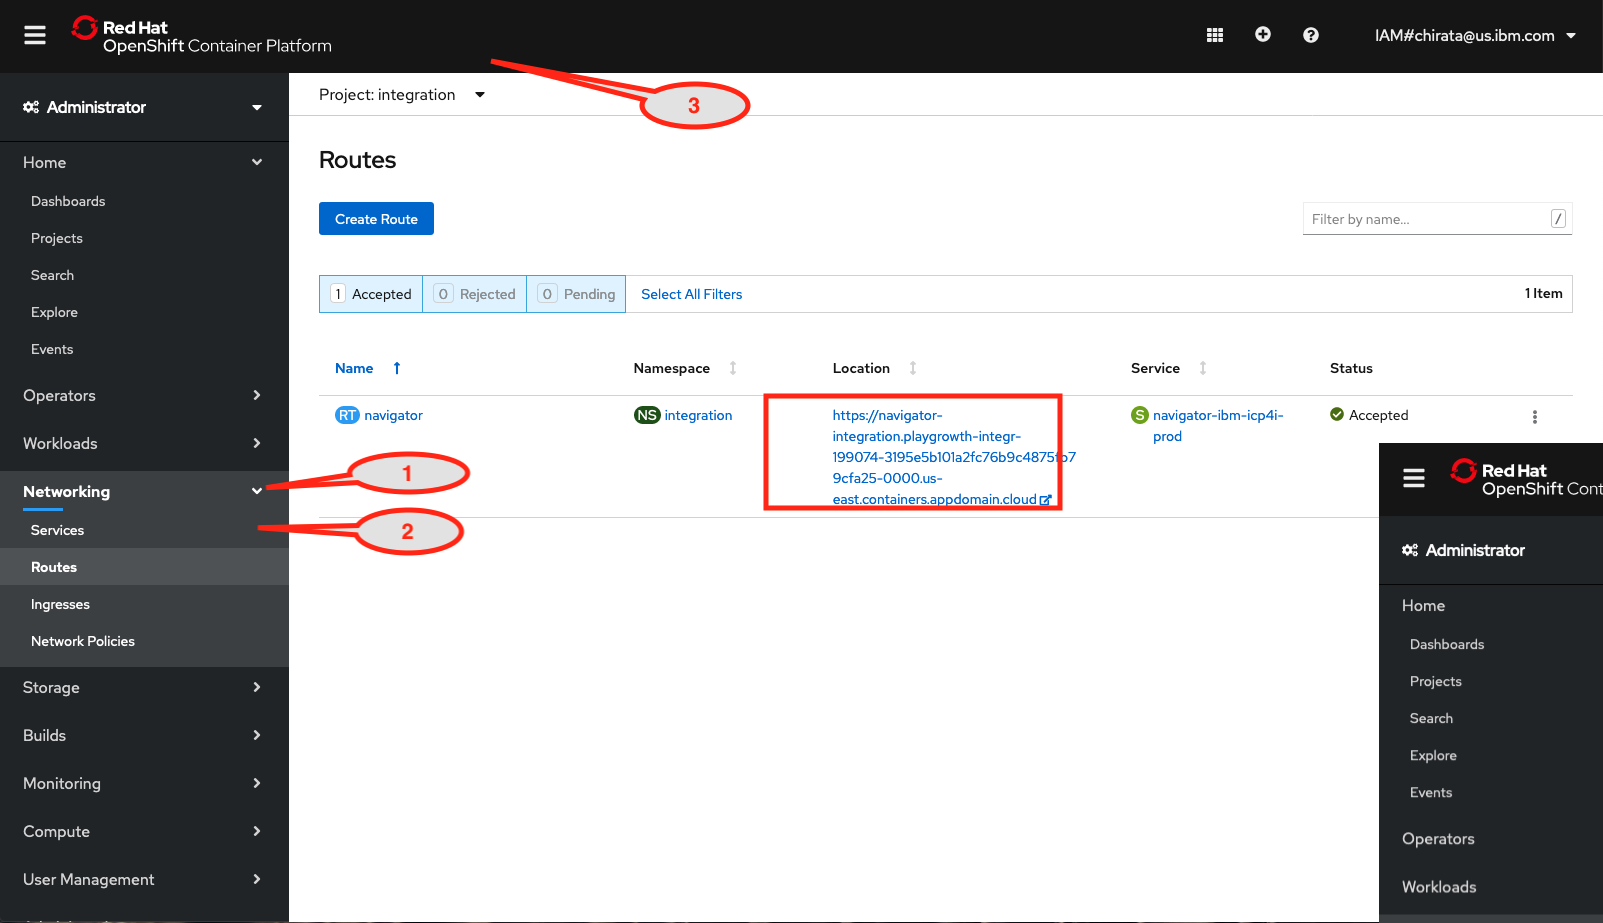 Red Hat
OpenShift Container Platform
IAM#chirata@us.ibm.com
Administrator
Home
Dashboards
Projects
Search
Explore
Events
Operators
Workloads
Networking
Services
Routes
Ingresses
Network Policies
Storage
Builds
Monitoring
Compute
User Management
Project: integration
3
Routes
Create Route
Filter by name...
/
1 Accepted
0 Rejected
0 Pending
Select All Filters
1 Item
Name
Namespace
Location
Service
Status
RT navigator
NS integration
https://navigator-
integration.playgrowth-integr-
199074-3195e5b101a2fc76b9c4875fb7
9cfa25-0000.us-
east.containers.appdomain.cloud
S navigator-ibm-icp4i-
prod
Accepted
1
2
Red Hat
OpenShift Cont
Administrator
Home
Dashboards
Projects
Search
Explore
Events
Operators
Workloads